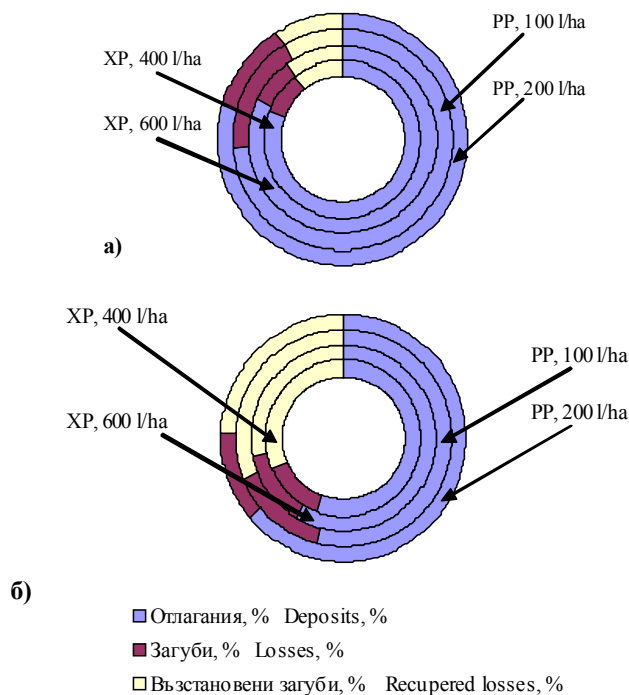 PP, 100 l/ha
XP, 400 l/ha
PP, 200 l/ha
XP, 600 l/ha
а)
XP, 400 l/ha
PP, 100 l/ha
PP, 200 l/ha
XP, 600 l/ha
б)
Отлагания, % Deposits, %
Загуби, % Losses, %
Възстановени загуби, % Recupered losses, %